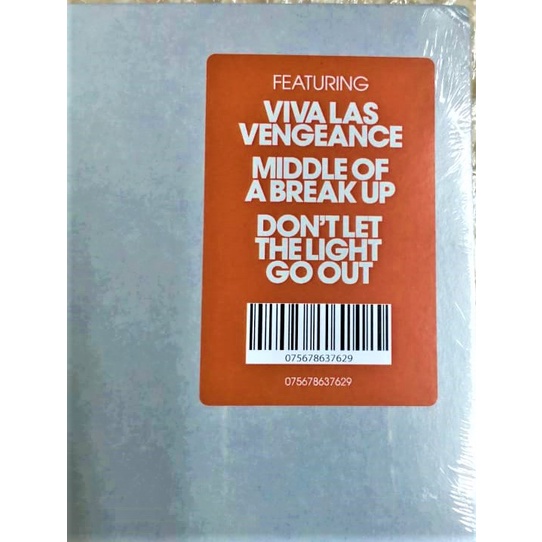 FEATURING
VIVA LAS
VENGEANCE
MIDDLE OF
A BREAK UP
DON'T LET
THE LIGHT
GO OUT
075678637629
075678637629